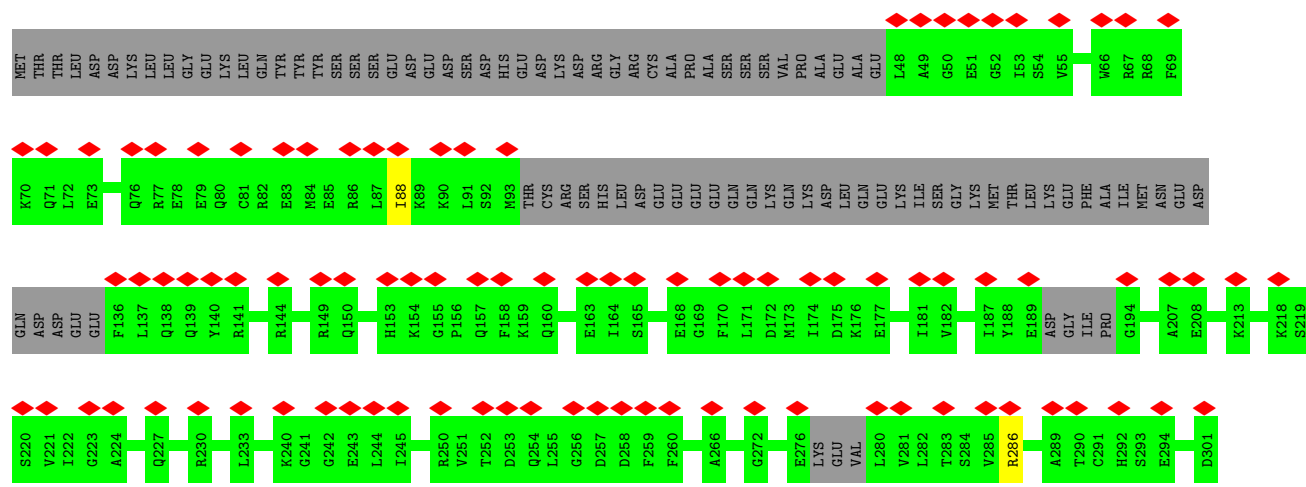 MET THR THR LEU ASP ASP LYS LEU LEU GLY GLU LYS LEU GLN TYR TYR TYR SER SER SER GLU ASP GLU ASP SER ASP HIS GLU ASP LYS ASP ARG GLY ARG CYS ALA PRO ALA SER SER SER VAL PRO ALA GLU ALA GLU L48 A49 G50 E51 G52 I53 S54 V55 W66 R67 R68 F69
K70 Q71 L72 E73 Q76 R77 E78 E79 Q80 C81 R82 E83 M84 E85 R86 L87 I88 K89 K90 L91 S92 M93 THR CYS ARG SER HIS LEU ASP GLU GLU GLU GLU GLN GLN LYS GLN LYS ASP LEU GLN GLU LYS ILE SER GLY LYS MET THR LEU LYS GLU PHE ALA ILE MET ASN GLU ASP
GLN ASP ASP GLU GLU F136 L137 Q138 Q139 Y140 R141 R144 R149 Q150 H153 K154 G155 P156 Q157 F158 K159 Q160 E163 I164 S165 E168 G169 F170 L171 D172 M173 I174 D175 K176 E177 I181 V182 I187 Y188 E189 ASP GLY ILE PRO G194 A207 E208 K213 K218 S219
S220 V221 I222 G223 A224 Q227 R230 L233 K240 G241 G242 E243 L244 I245 R250 V251 T252 D253 Q254 L255 G256 D257 D258 F259 F260 A266 G272 E276 LYS GLU VAL L280 V281 L282 T283 S284 V285 R286 A289 T290 C291 H292 S293 E294 D301